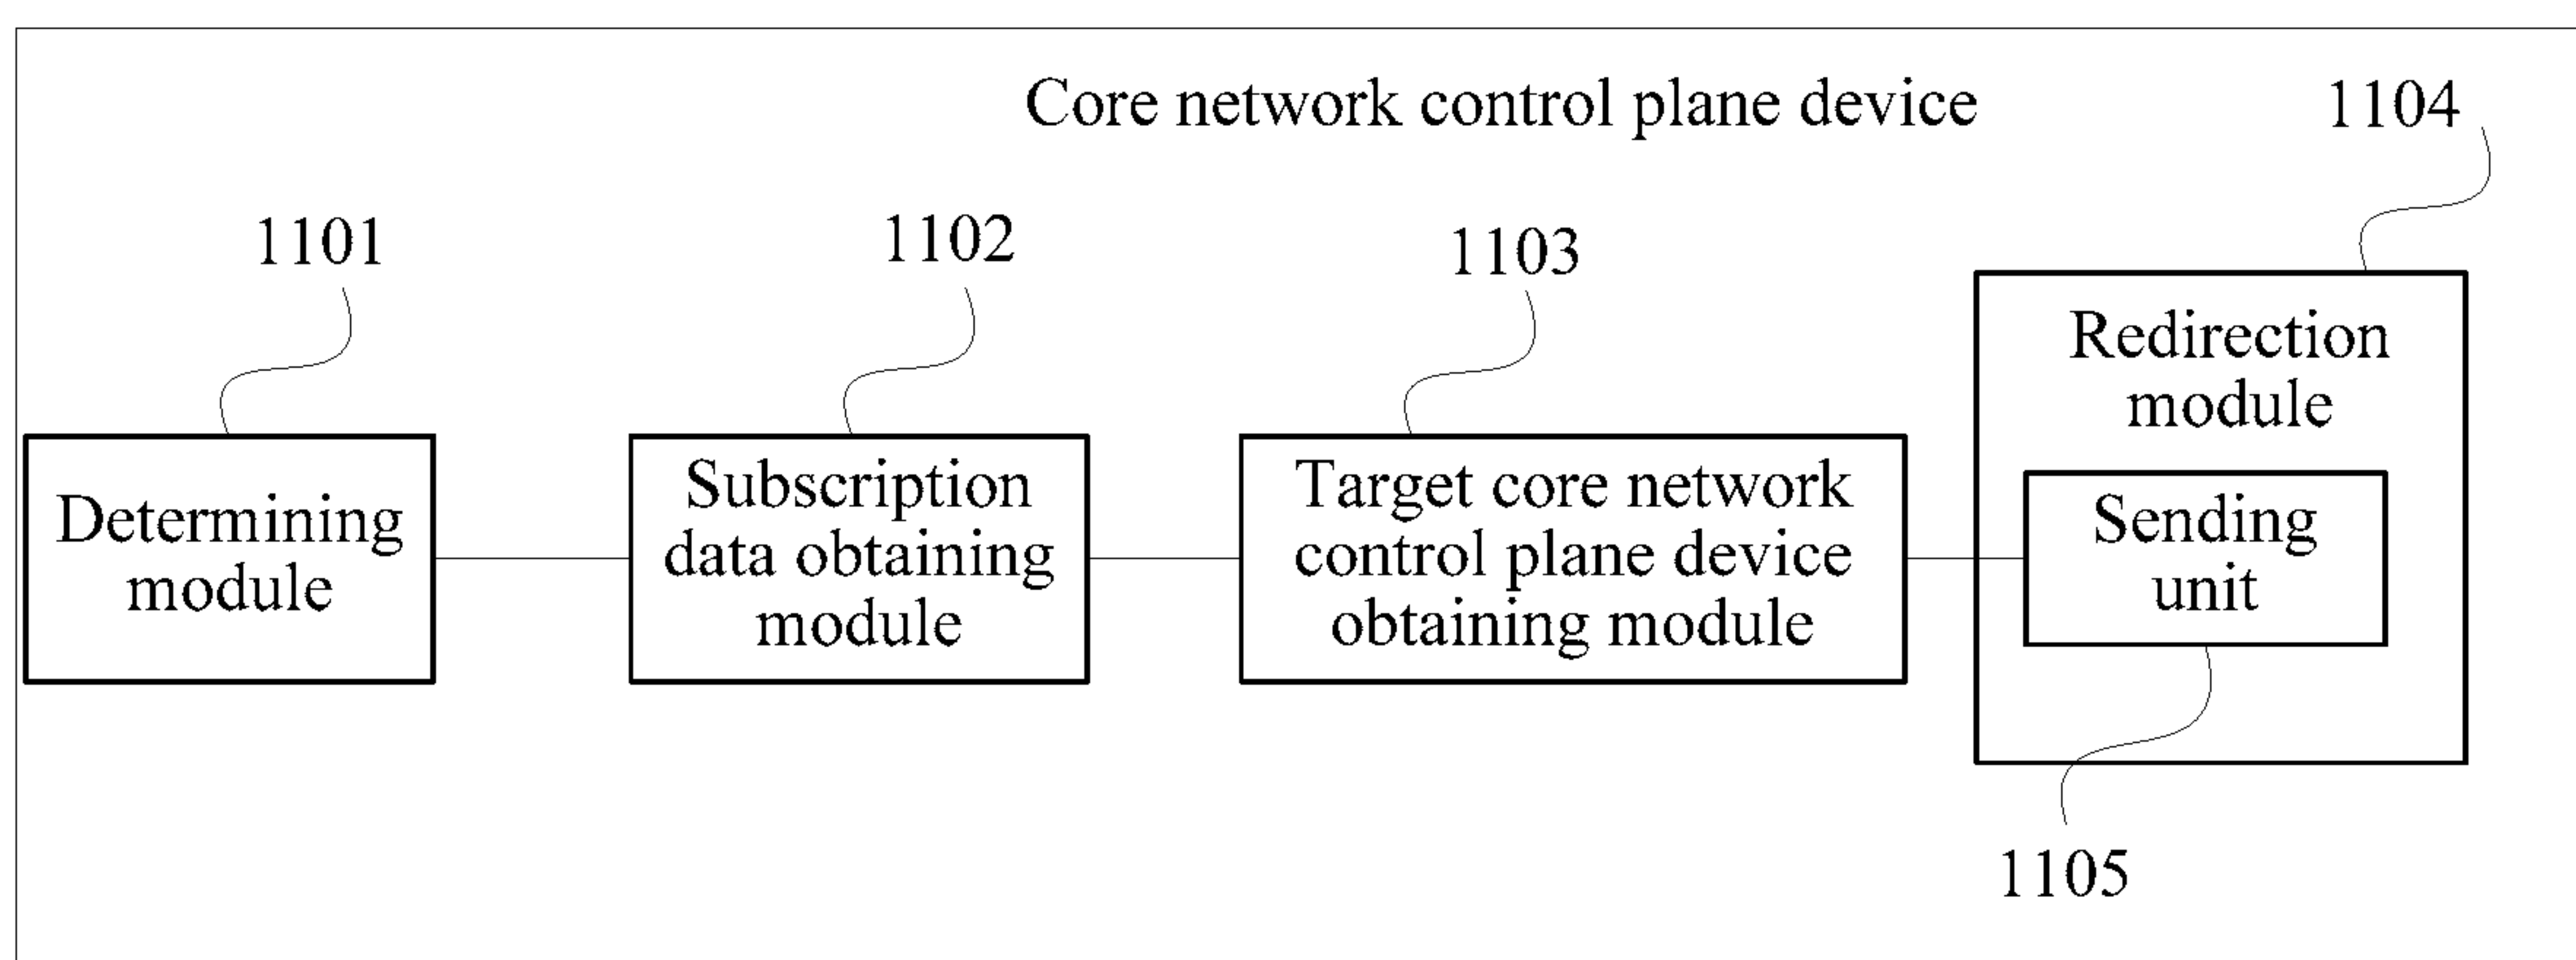 Core network control plane device
1104
1101
1102
1103
Determining
module
Subscription
data obtaining
module
Target core network
control plane device
obtaining module
Redirection
module
Sending
unit
1105